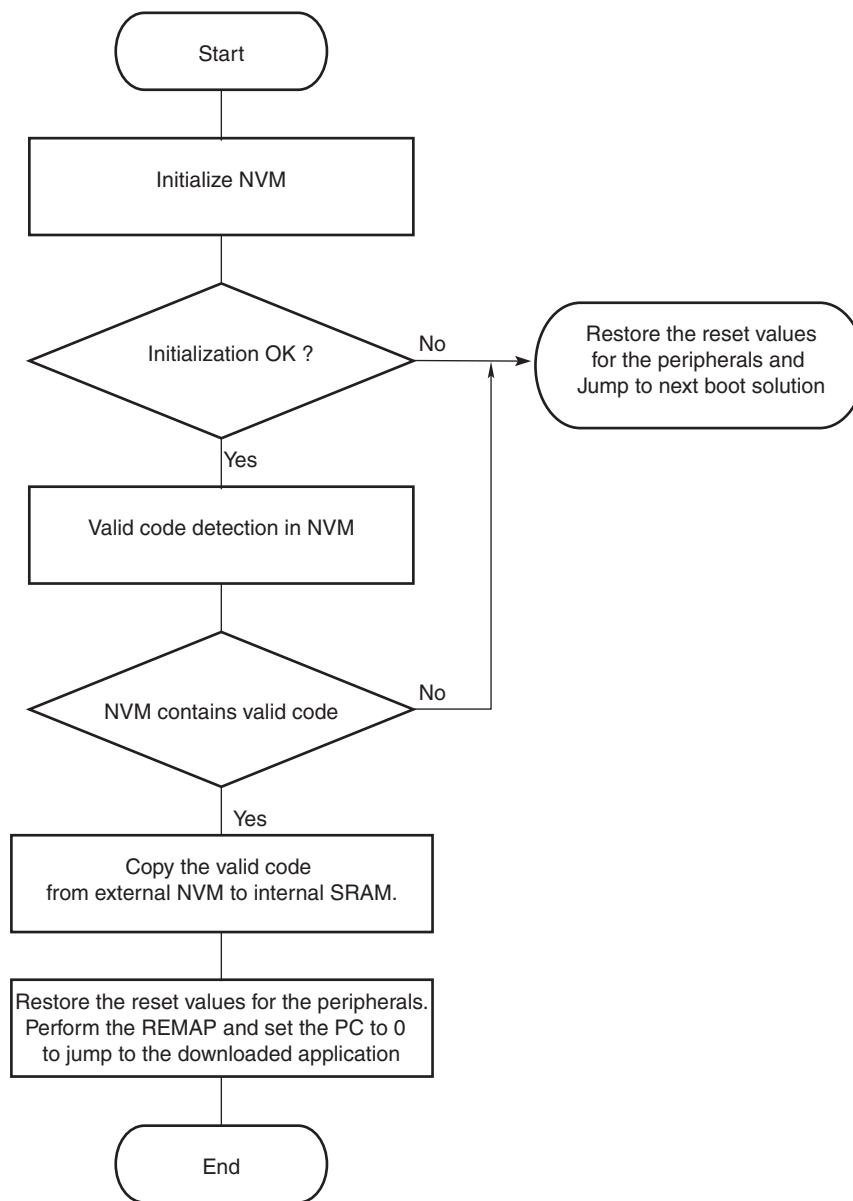 Start
Initialize NVM
Initialization OK ?
No
Restore the reset values
for the peripherals and
Jump to next boot solution
Yes
Valid code detection in NVM
NVM contains valid code
No
Yes
Copy the valid code
from external NVM to internal SRAM.
Restore the reset values for the peripherals.
Perform the REMAP and set the PC to 0
to jump to the downloaded application
End